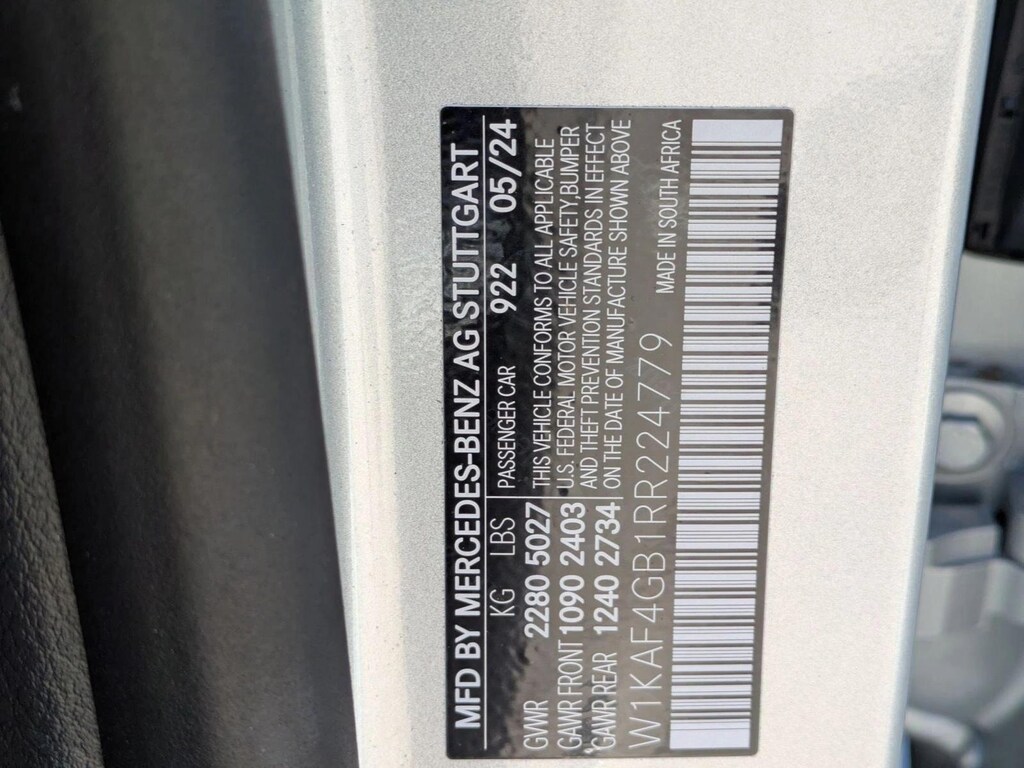 MFD BY MERCEDES-BENZ AG STUTTGART
KG LBS PASSENGER CAR 922 05/24
GWR 2280 5027 THIS VEHICLE CONFORMS TO ALL APPLICABLE
GAWR FRONT 1090 2403 U.S. FEDERAL MOTOR VEHICLE SAFETY,BUMPER
GAWR REAR 1240 2734 AND THEFT PREVENTION STANDARDS IN EFFECT
ON THE DATE OF MANUFACTURE SHOWN ABOVE
W1KAF4GB1RR224779 MADE IN SOUTH AFRICA